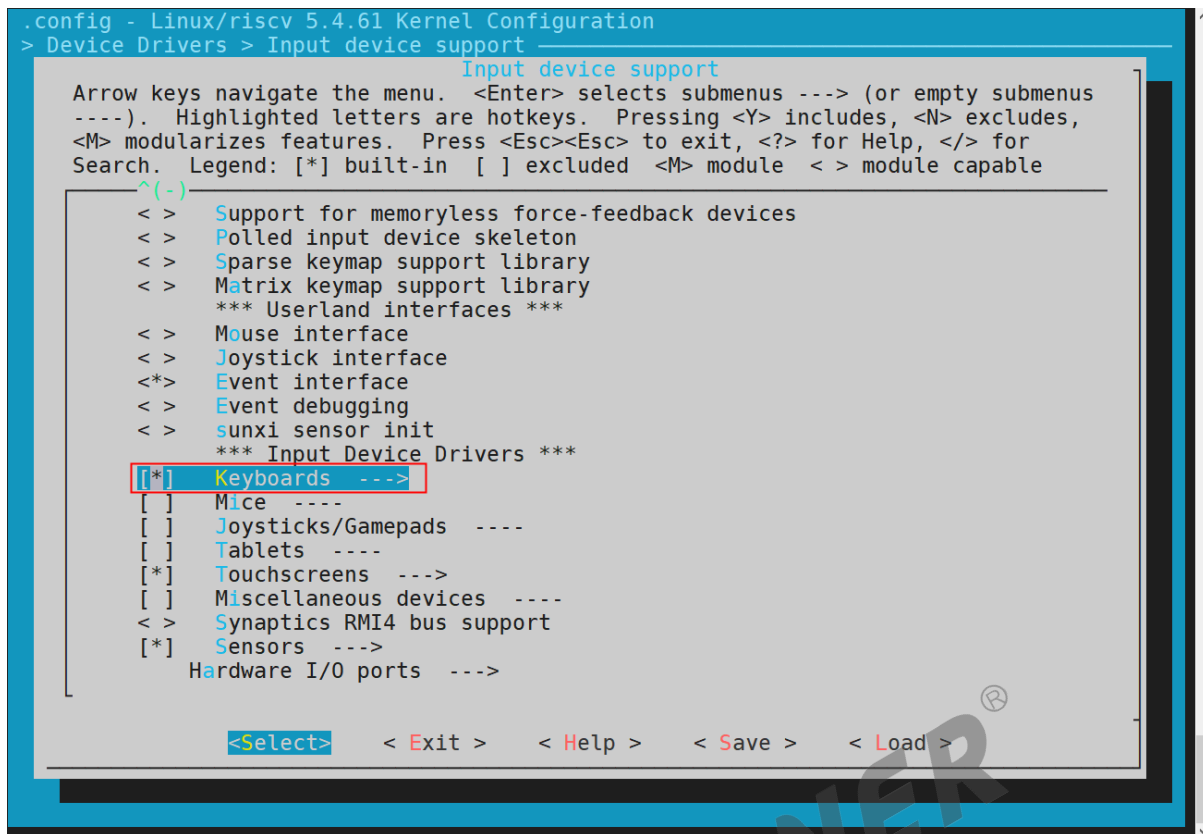 .config - Linux/riscv 5.4.61 Kernel Configuration
> Device Drivers > Input device support
Input device support
Arrow keys navigate the menu.  <Enter> selects submenus ---> (or empty submenus
----).  Highlighted letters are hotkeys.  Pressing <Y> includes, <N> excludes,
<M> modularizes features.  Press <Esc><Esc> to exit, <?> for Help, </> for
Search.  Legend: [*] built-in  [ ] excluded  <M> module  < > module capable
^(-)
< >   Support for memoryless force-feedback devices
< >   Polled input device skeleton
< >   Sparse keymap support library
< >   Matrix keymap support library
*** Userland interfaces ***
< >   Mouse interface
< >   Joystick interface
<*>   Event interface
< >   Event debugging
< >   sunxi sensor init
*** Input Device Drivers ***
[*]   Keyboards  --->
[ ]   Mice  ----
[ ]   Joysticks/Gamepads  ----
[ ]   Tablets  ----
[*]   Touchscreens  --->
[ ]   Miscellaneous devices  ----
< >   Synaptics RMI4 bus support
[*]   Sensors  --->
Hardware I/O ports  --->
<Select>    < Exit >    < Help >    < Save >    < Load >
®